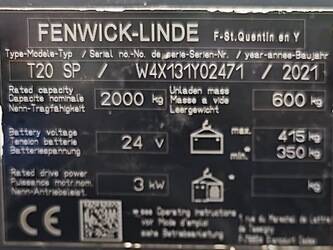 FENWICK-LINDE F-St.Quentin en Y
Type-Modele-Typ / Serial no.-No. de serie-Serien-Nr. / year-annee-Baujahr
T20 SP / W4X131Y02471 / 2021
Rated capacity Unladen mass
Capacite nominale 2000 kg Masse a vide 600 kg
Nenn-Tragfähigkeit Leergewicht
Battery voltage max. 415 kg
Tension batterie 24 V min. 350 kg
Batteriespannung
Rated drive power
Puissance motr.nom. 3 kW
Nenn-Antriebsleist.
CE see Operating Instructions